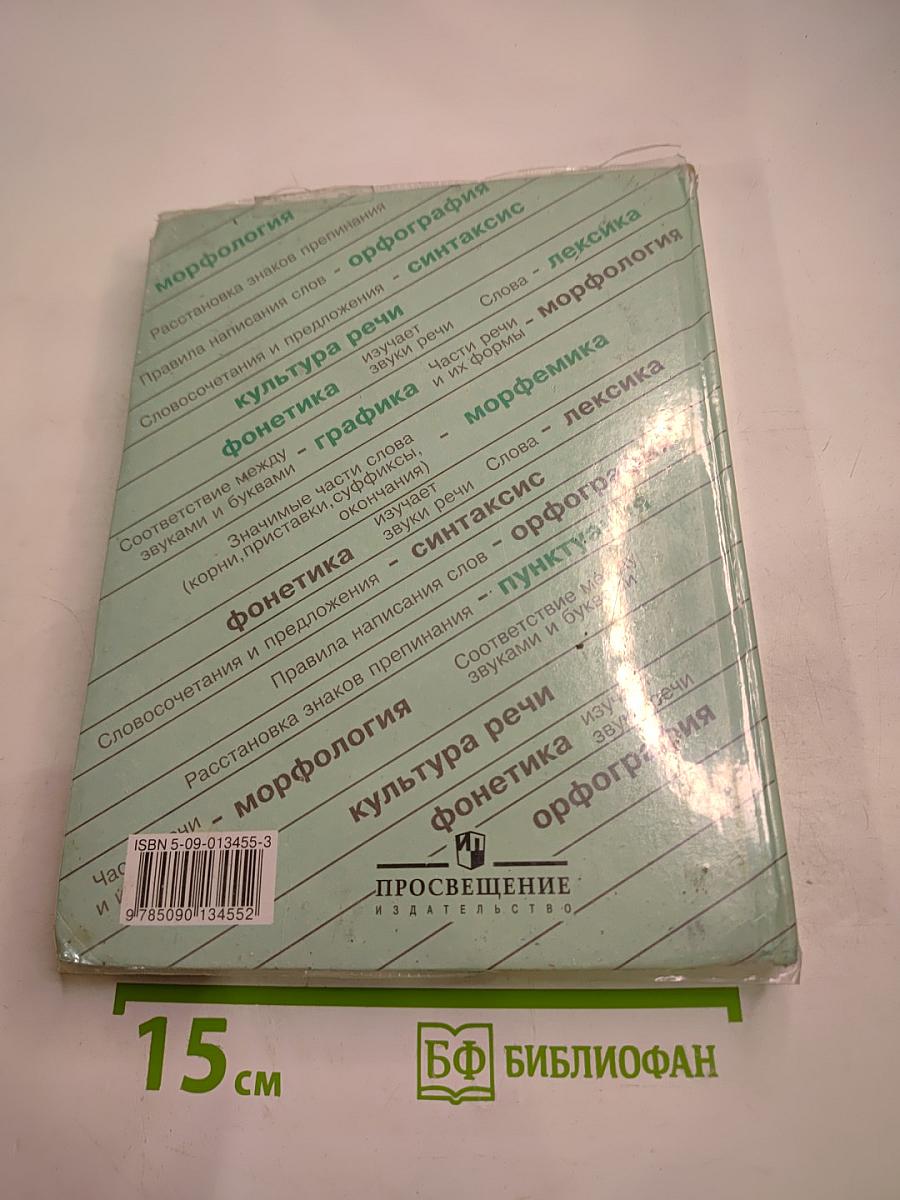 морфология
Расстановка знаков препинания
Правила написания слов - орфография
Словосочетания и предложения - синтаксис
культура речи
Слова - лексика
фонетика изучает
звуки речи
Части речи
и их формы - морфология
Соответствие между
звуками и буквами - графика
Значимые части слова
(корни, приставки, суффиксы,
окончания) - морфемика
фонетика изучает
звуки речи
Слова - лексика
Словосочетания и предложения - синтаксис
Правила написания слов -
Расстановка знаков препинания -
Соответствие между
звуками и буквами
- морфология
культура речи
фонетика
звуки речи
орфография
ISBN 5-09-013455-3
9 785090 134552
ПРОСВЕЩЕНИЕ
ИЗДАТЕЛЬСТВО
15 см
БФ БИБЛИОФАН